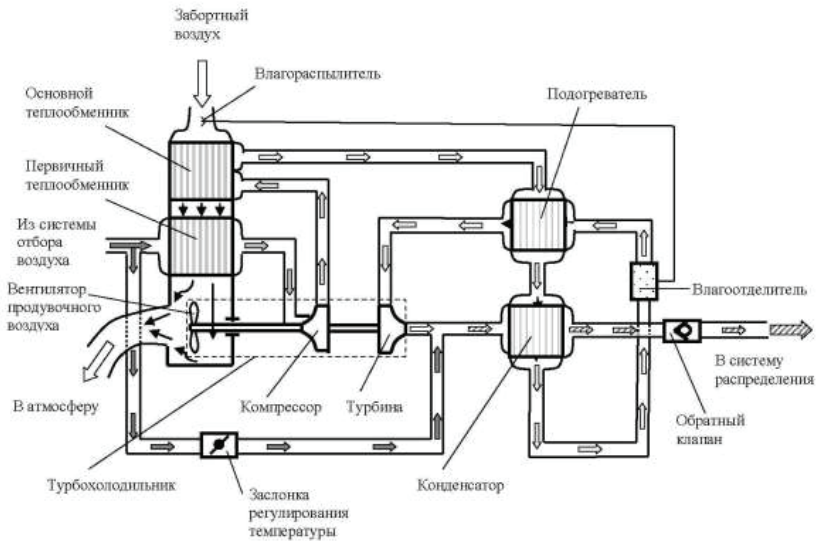 Забортный
воздух
Влагораспылитель
Основной
теплообменник
Подогреватель
Первичный
теплообменник
Из системы
отбора
воздуха
Вентилятор
продувочного
воздуха
Влагоотделитель
В атмосферу
Компрессор
Турбина
В систему
распределения
Обратный
клапан
Турбохолодильник
Заслонка
регулирования
температуры
Конденсатор